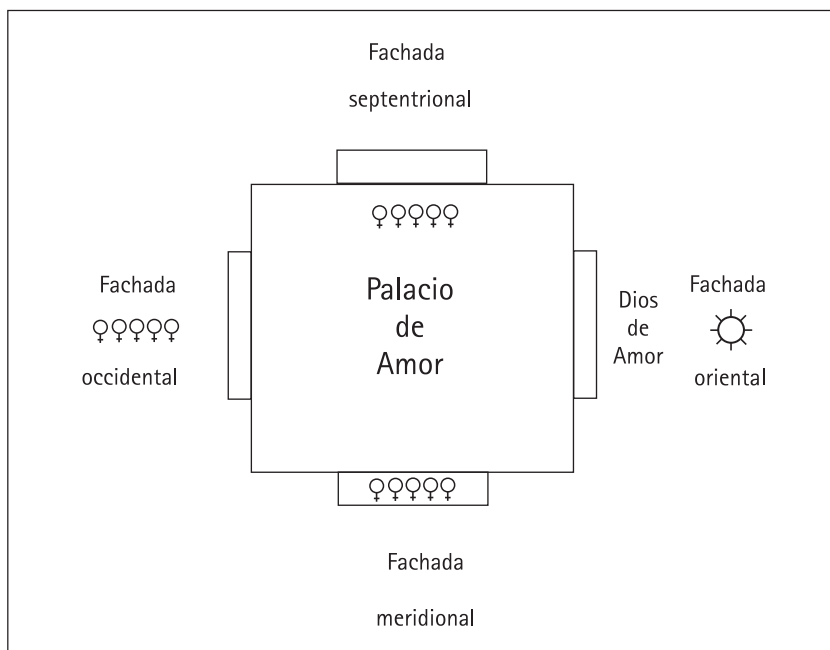 Fachada
septentrional
Fachada
occidental
Palacio
de
Amor
Dios
de
Amor
Fachada
oriental
Fachada
meridional